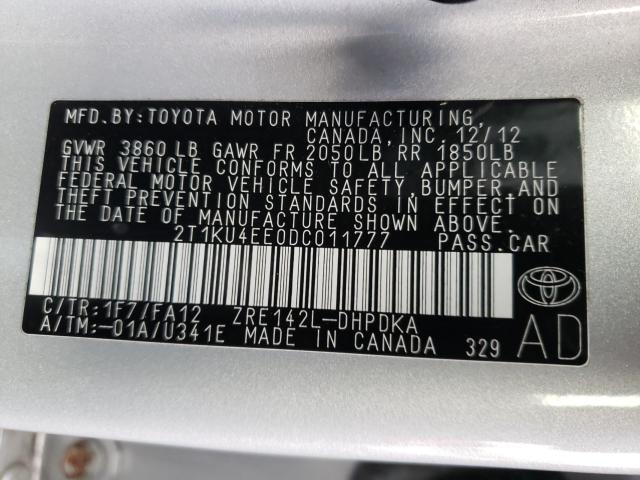 MFD.BY:TOYOTA MOTOR MANUFACTURING,
CANADA, INC. 12/12
GVWR 3860 LB GAWR FR 2050LB RR 1850LB
THIS VEHICLE CONFORMS TO ALL APPLICABLE
FEDERAL MOTOR VEHICLE SAFETY, BUMPER AND
THEFT PREVENTION STANDARDS IN EFFECT ON
THE DATE OF MANUFACTURE SHOWN ABOVE.
2T1KU4EE0DC011777 PASS.CAR
C/TR:1F7/FA12 ZRE142L-DHPDKA
A/TM:-01A/U341E MADE IN CANADA 329
AD